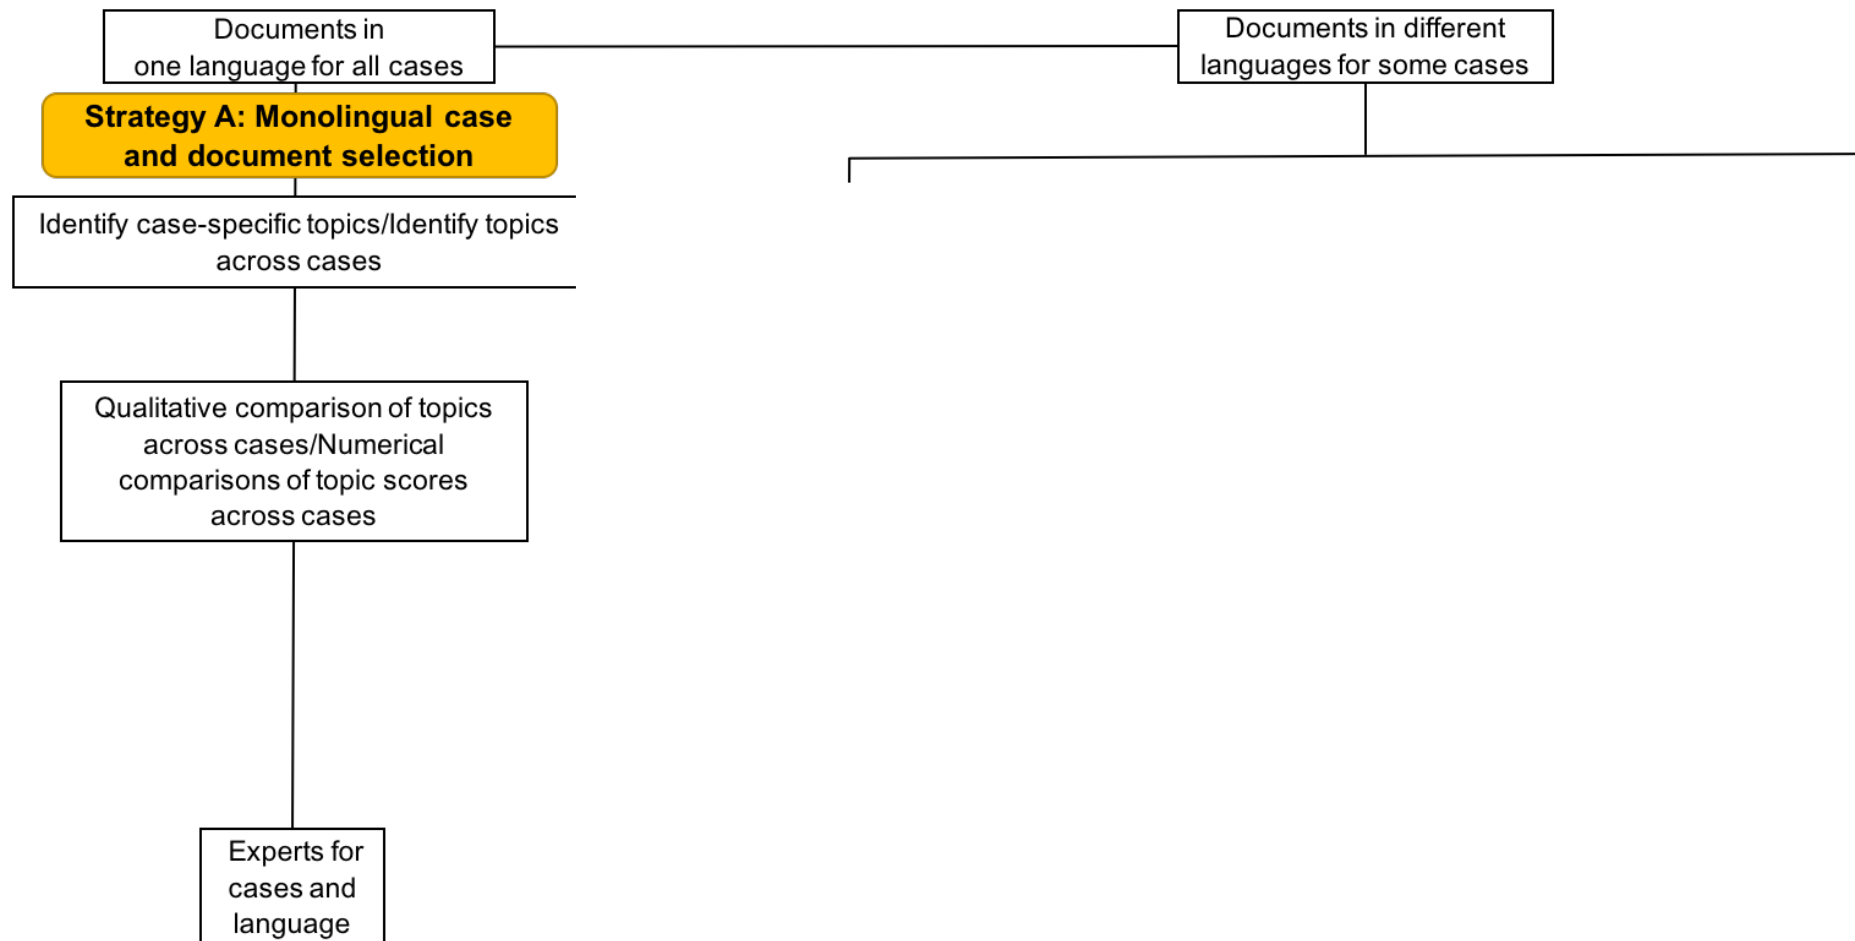 Documents in
one language for all cases
Documents in different
languages for some cases
Strategy A: Monolingual case
and document selection
Identify case-specific topics/Identify topics
across cases
Qualitative comparison of topics
across cases/Numerical
comparisons of topic scores
across cases
Experts for
cases and
language